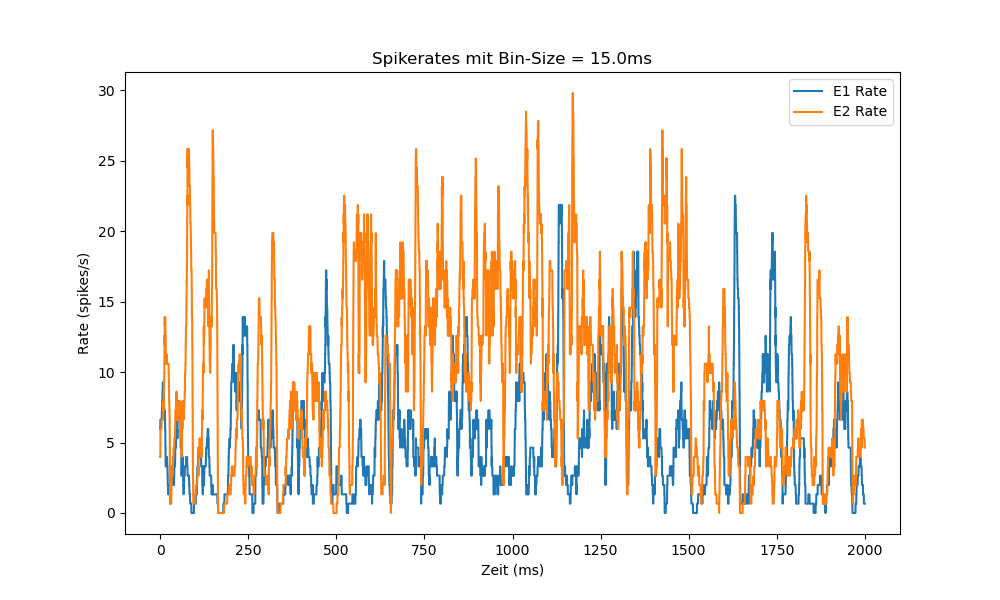 Spikerates mit Bin-Size = 15.0ms
E1 Rate
E2 Rate
30
25
20
15
10
5
0
Rate (spikes/s)
0 250 500 750 1000 1250 1500 1750 2000
Zeit (ms)